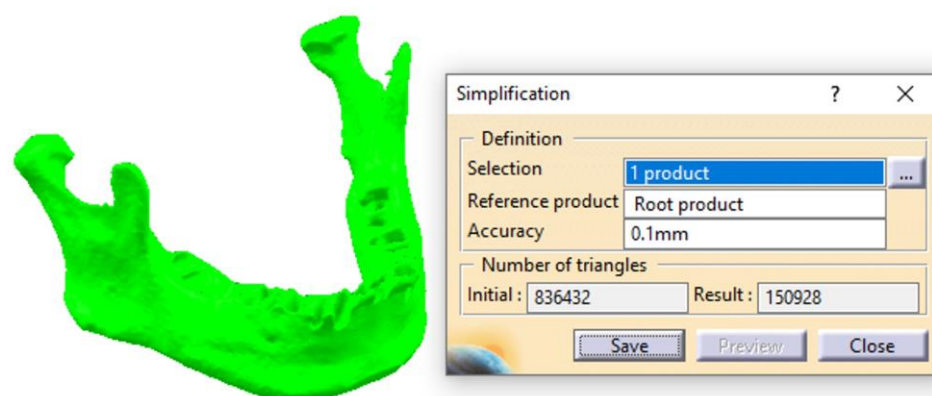 Simplification ? X
Definition
Selection 1 product ...
Reference product Root product
Accuracy 0.1mm
Number of triangles
Initial : 836432 Result : 150928
Save Preview Close